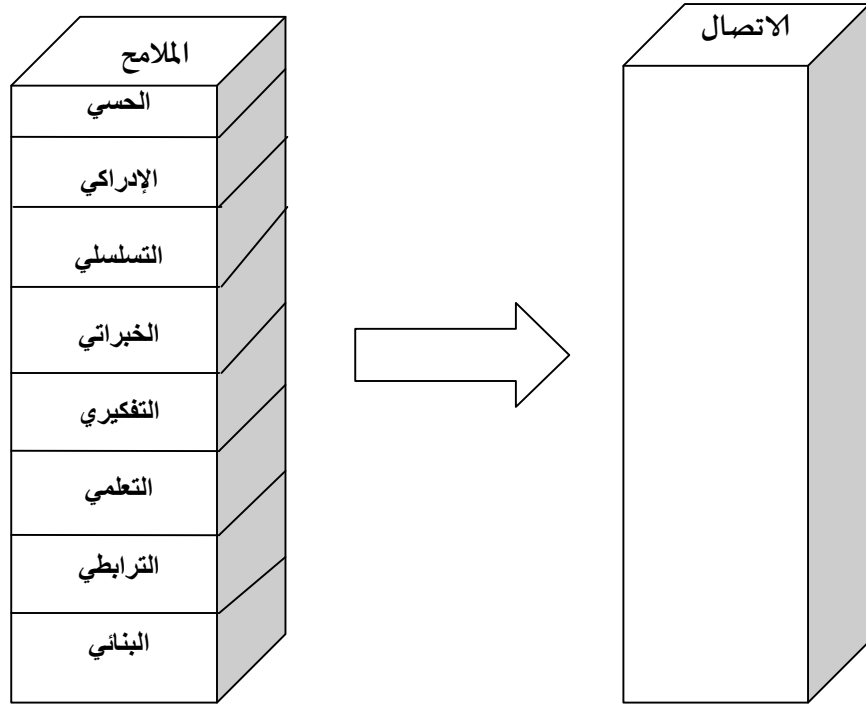 الملامح
الحسي
الإدراكي
التسلسلي
الخبراتي
التفكيري
التعلمي
الترابطي
البنائي
الاتصال